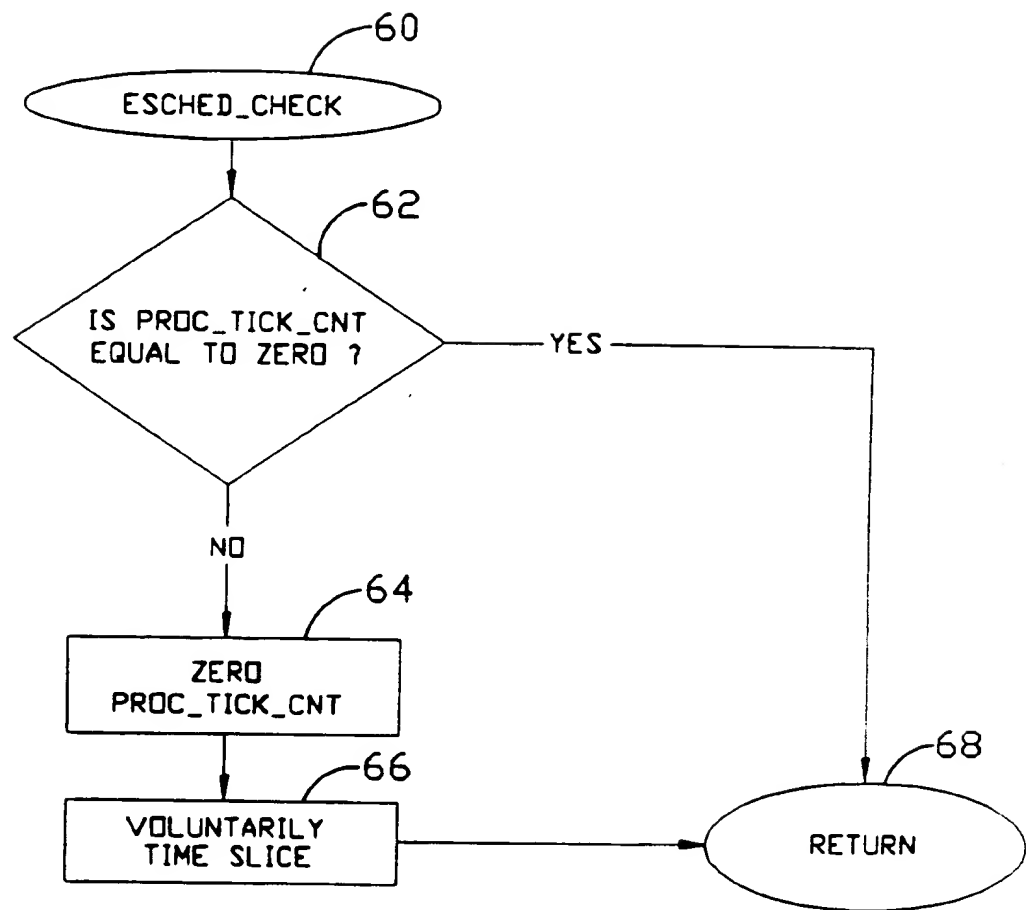 60
ESCHED_CHECK
62
IS PROC_TICK_CNT
EQUAL TO ZERO ?
YES
NO
64
ZERO
PROC_TICK_CNT
66
VOLUNTARILY
TIME SLICE
68
RETURN